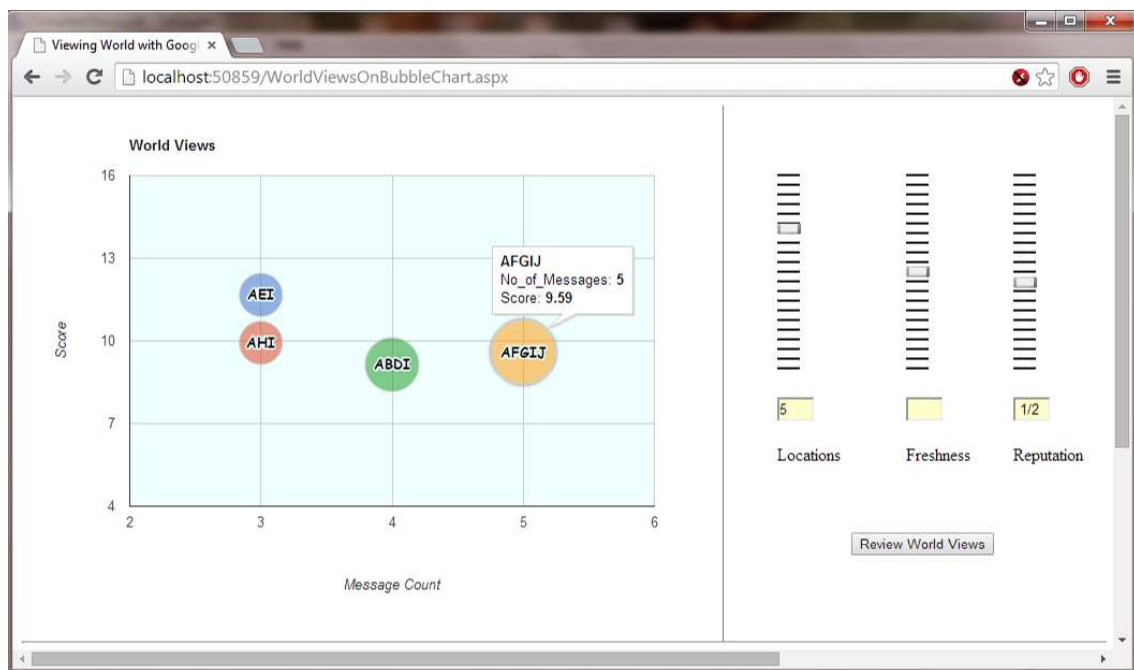 Viewing World with Googl
localhost:50859/WorldViewsOnBubbleChart.aspx
World Views
16
13
10
7
4
2
3
4
5
6
Score
Message Count
AEI
AHI
ABDI
AFGIJ
AFGIJ
No_of_Messages: 5
Score: 9.59
5
1/2
Locations
Freshness
Reputation
Review World Views